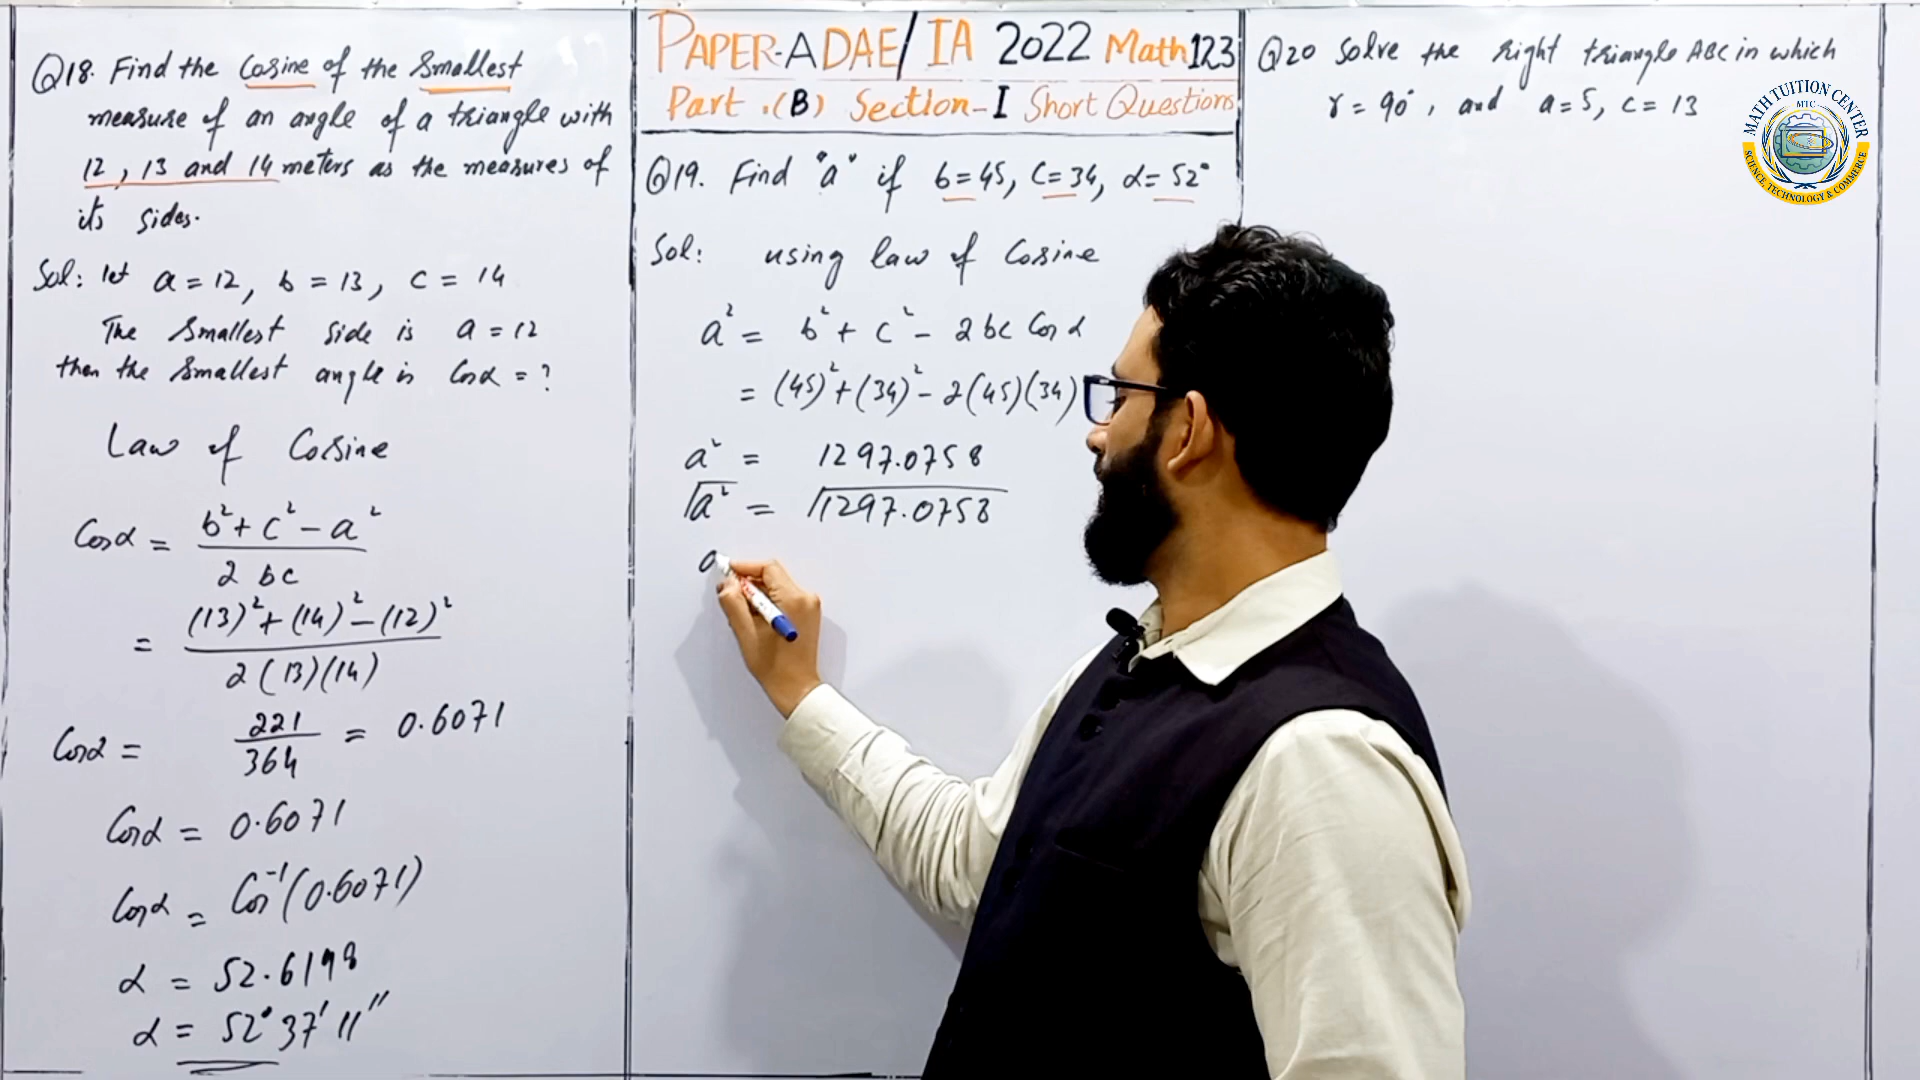 Q18. Find the Cosine of the Smallest
measure of an angle of a triangle with
12, 13 and 14 meters as the measures of
its sides.
Sol: let a = 12, b = 13, c = 14
The Smallest side is a = 12
then the Smallest angle is Cosα = ?
Law of Cosine
Cosα = b² + c² - a²
2 bc
= (13)² + (14)² - (12)²
2 (13)(14)
Cosα = 221 = 0.6071
364
Cosα = 0.6071
Cosα = Cos⁻¹(0.6071)
α = 52.6198
α = 52° 37' 11"
PAPER-A DAE/IA 2022 Math 123
Part .(B) Section-I Short Questions
Q19. Find "a" if b=45, C=34, α=52°
Sol: using law of Cosine
a² = b² + c² - 2bc Cosα
= (45)² + (34)² - 2(45)(34)
a² = 1297.0758
√a² = √1297.0758
a
Q20 Solve the right triangle ABC in which
γ = 90°, and a = 5, c = 13
MATH TUITION CENTER
MTC
SCIENCE, TECHNOLOGY & COMMERCE